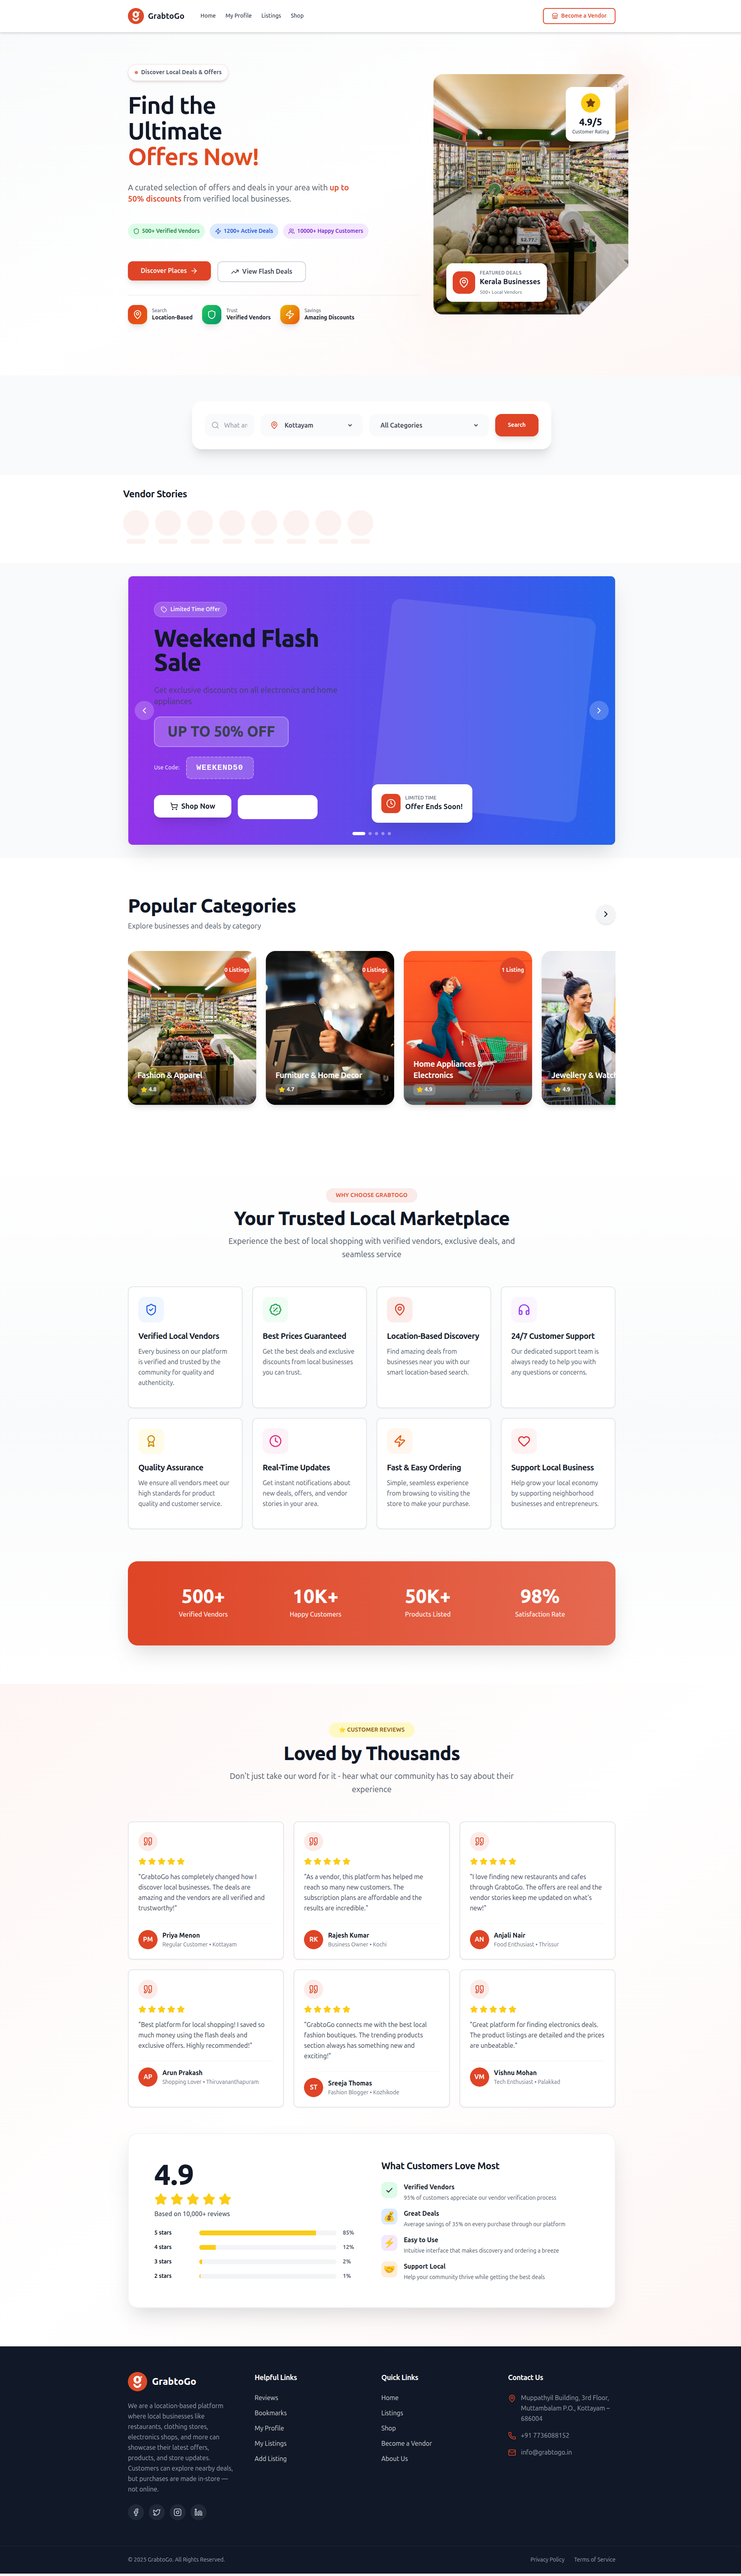 GrabtoGo
Home
My Profile
Listings
Shop
Become a Vendor
Discover Local Deals & Offers
Find the
Ultimate
Offers Now!
A curated selection of offers and deals in your area with up to
50% discounts from verified local businesses.
500+ Verified Vendors
1200+ Active Deals
10000+ Happy Customers
Discover Places
View Flash Deals
Search
Location-Based
Trust
Verified Vendors
Savings
Amazing Discounts
4.9/5
Customer Rating
FEATURED DEALS
Kerala Businesses
500+ Local Vendors
What ar
Kottayam
All Categories
Search
Vendor Stories
Limited Time Offer
Weekend Flash
Sale
Get exclusive discounts on all electronics and home
appliances
UP TO 50% OFF
Use Code:
WEEKEND50
Shop Now
LIMITED TIME
Offer Ends Soon!
Popular Categories
Explore businesses and deals by category
0 Listings
Fashion & Apparel
4.8
0 Listings
Furniture & Home Decor
4.7
1 Listing
Home Appliances &
Electronics
4.9
Jewellery & Watch
4.9
WHY CHOOSE GRABTOGO
Your Trusted Local Marketplace
Experience the best of local shopping with verified vendors, exclusive deals, and
seamless service
Verified Local Vendors
Every business on our platform
is verified and trusted by the
community for quality and
authenticity.
Best Prices Guaranteed
Get the best deals and exclusive
discounts from local businesses
you can trust.
Location-Based Discovery
Find amazing deals from
businesses near you with our
smart location-based search.
24/7 Customer Support
Our dedicated support team is
always ready to help you with
any questions or concerns.
Quality Assurance
We ensure all vendors meet our
high standards for product
quality and customer service.
Real-Time Updates
Get instant notifications about
new deals, offers, and vendor
stories in your area.
Fast & Easy Ordering
Simple, seamless experience
from browsing to visiting the
store to make your purchase.
Support Local Business
Help grow your local economy
by supporting neighborhood
businesses and entrepreneurs.
500+
Verified Vendors
10K+
Happy Customers
50K+
Products Listed
98%
Satisfaction Rate
⭐ CUSTOMER REVIEWS
Loved by Thousands
Don't just take our word for it - hear what our community has to say about their
experience
"GrabtoGo has completely changed how I
discover local businesses. The deals are
amazing and the vendors are all verified and
trustworthy!"
PM
Priya Menon
Regular Customer • Kottayam
"As a vendor, this platform has helped me
reach so many new customers. The
subscription plans are affordable and the
results are incredible."
RK
Rajesh Kumar
Business Owner • Kochi
"I love finding new restaurants and cafes
through GrabtoGo. The offers are real and the
vendor stories keep me updated on what's
new!"
AN
Anjali Nair
Food Enthusiast • Thrissur
"Best platform for local shopping! I saved so
much money using the flash deals and
exclusive offers. Highly recommended!"
AP
Arun Prakash
Shopping Lover • Thiruvananthapuram
"GrabtoGo connects me with the best local
fashion boutiques. The trending products
section always has something new and
exciting!"
ST
Sreeja Thomas
Fashion Blogger • Kozhikode
"Great platform for finding electronics deals.
The product listings are detailed and the prices
are unbeatable."
VM
Vishnu Mohan
Tech Enthusiast • Palakkad
4.9
Based on 10,000+ reviews
5 stars
85%
4 stars
12%
3 stars
2%
2 stars
1%
What Customers Love Most
Verified Vendors
95% of customers appreciate our vendor verification process
Great Deals
Average savings of 35% on every purchase through our platform
Easy to Use
Intuitive interface that makes discovery and ordering a breeze
Support Local
Help your community thrive while getting the best deals
GrabtoGo
We are a location-based platform
where local businesses like
restaurants, clothing stores,
electronics shops, and more can
showcase their latest offers,
products, and store updates.
Customers can explore nearby deals,
but purchases are made in-store —
not online.
Helpful Links
Reviews
Bookmarks
My Profile
My Listings
Add Listing
Quick Links
Home
Listings
Shop
Become a Vendor
About Us
Contact Us
Muppathyil Building, 3rd Floor,
Muttambalam P.O., Kottayam –
686004
+91 7736088152
info@grabtogo.in
© 2025 GrabtoGo. All Rights Reserved.
Privacy Policy
Terms of Service